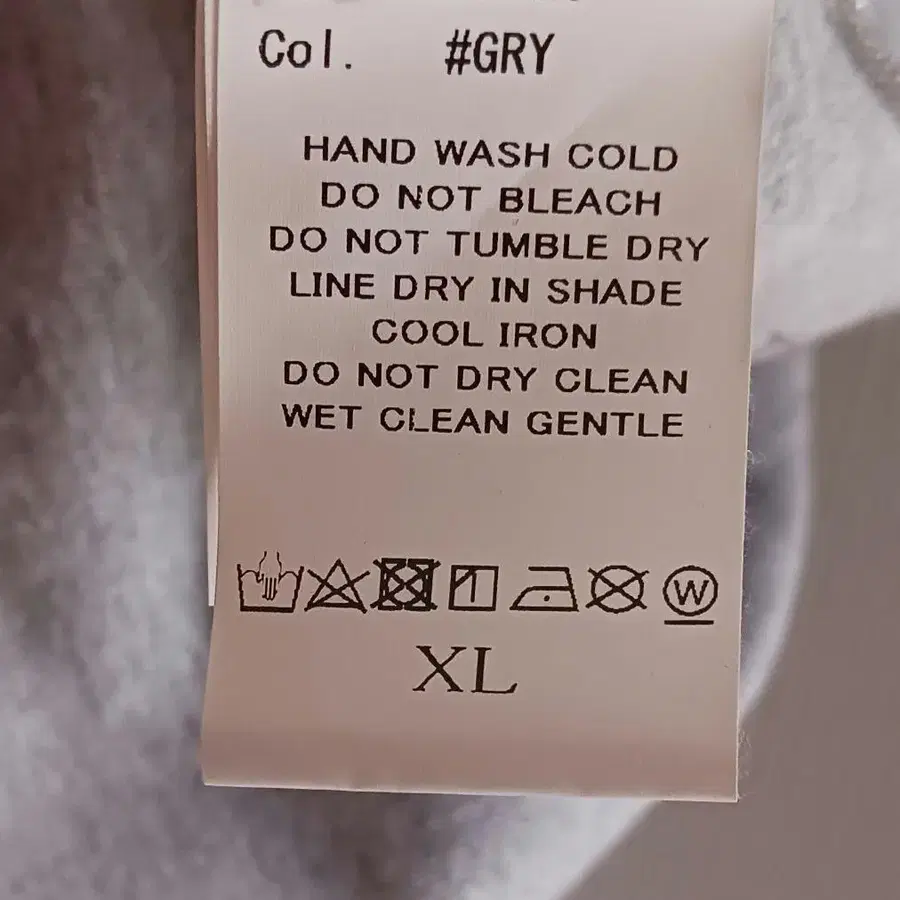 Col. #GRY
HAND WASH COLD
DO NOT BLEACH
DO NOT TUMBLE DRY
LINE DRY IN SHADE
COOL IRON
DO NOT DRY CLEAN
WET CLEAN GENTLE
W
XL